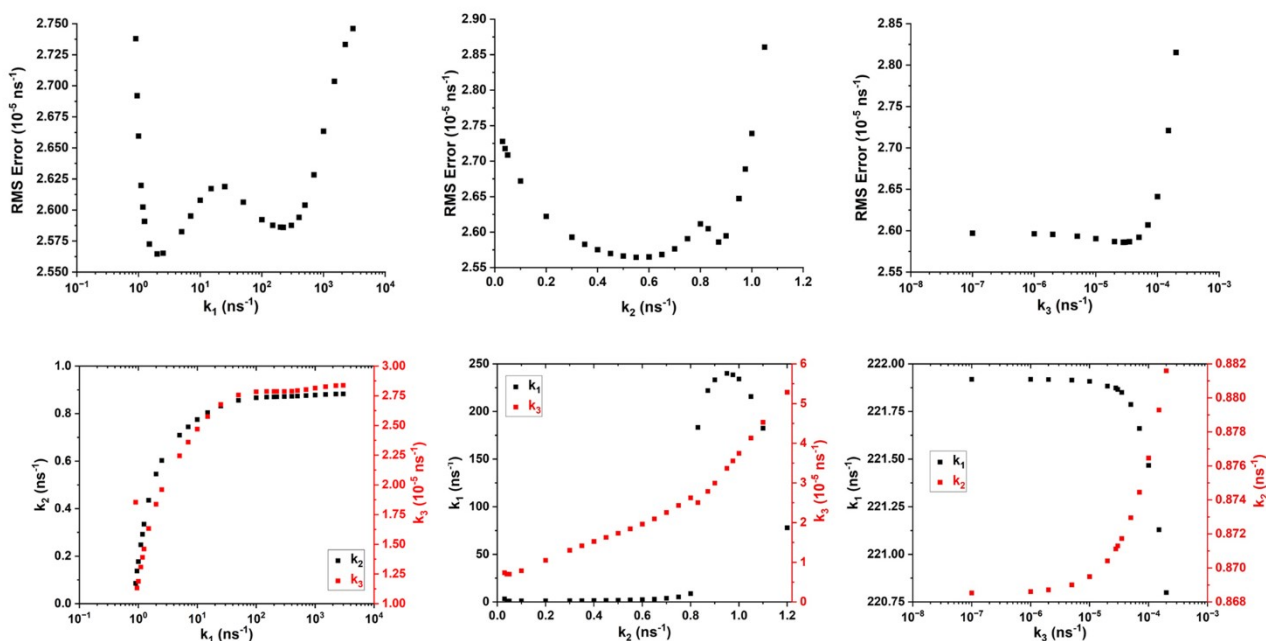 RMS Error (10⁻⁵ ns⁻¹)
2.750
2.725
2.700
2.675
2.650
2.625
2.600
2.575
2.550
10⁻¹ 10⁰ 10¹ 10² 10³ 10⁴
k₁ (ns⁻¹)
RMS Error (10⁻⁵ ns⁻¹)
2.90
2.85
2.80
2.75
2.70
2.65
2.60
2.55
0.0 0.2 0.4 0.6 0.8 1.0 1.2
k₂ (ns⁻¹)
RMS Error (10⁻⁵ ns⁻¹)
2.85
2.80
2.75
2.70
2.65
2.60
2.55
10⁻⁸ 10⁻⁷ 10⁻⁶ 10⁻⁵ 10⁻⁴ 10⁻³
k₃ (ns⁻¹)
k₂ (ns⁻¹)
1.0
0.8
0.6
0.4
0.2
0.0
k₂
k₃
10⁻¹ 10⁰ 10¹ 10² 10³ 10⁴
k₁ (ns⁻¹)
3.00
2.75
2.50
2.25
2.00
1.75
1.50
1.25
1.00
k₃ (10⁻⁵ ns⁻¹)
k₁ (ns⁻¹)
250
225
200
175
150
125
100
75
50
25
0
k₁
k₃
0.0 0.2 0.4 0.6 0.8 1.0 1.2
k₂ (ns⁻¹)
6
5
4
3
2
1
0
k₃ (10⁻⁵ ns⁻¹)
k₁ (ns⁻¹)
222.00
221.75
221.50
221.25
221.00
220.75
k₁
k₂
10⁻⁸ 10⁻⁷ 10⁻⁶ 10⁻⁵ 10⁻⁴ 10⁻³
k₃ (ns⁻¹)
0.882
0.880
0.878
0.876
0.874
0.872
0.870
0.868
k₂ (ns⁻¹)